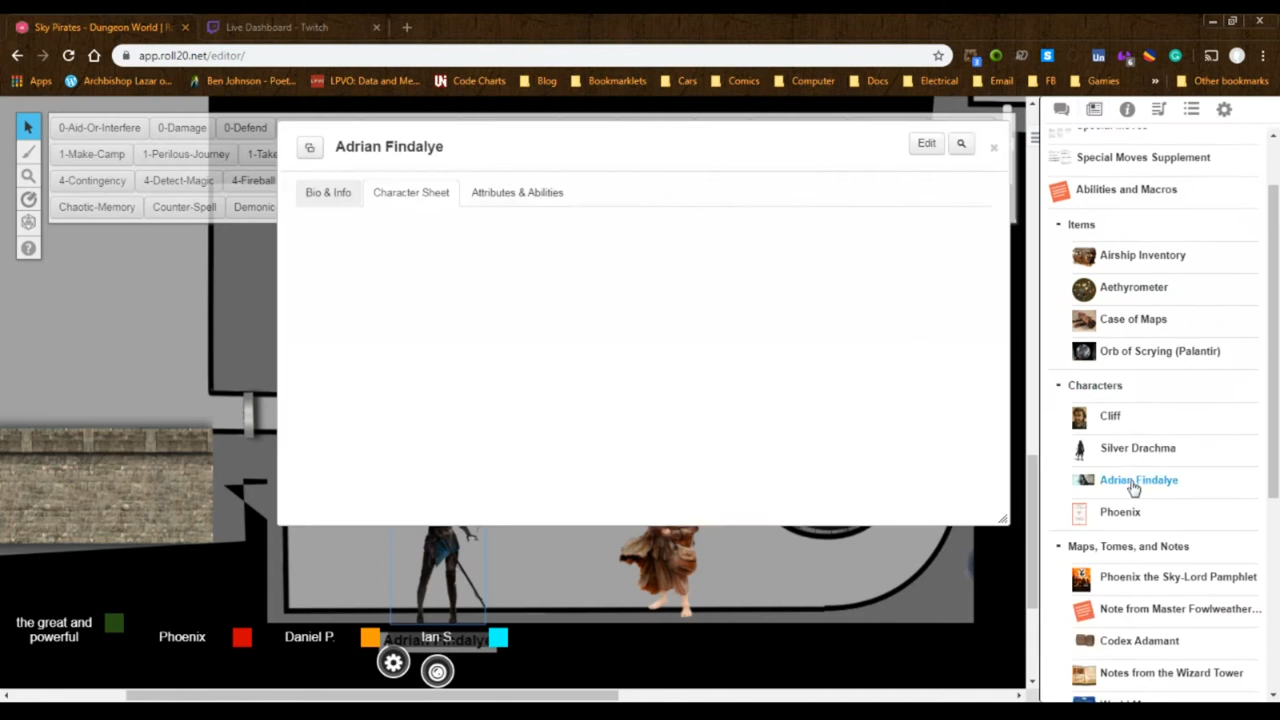 Sky Pirates - Dungeon World | R
Live Dashboard - Twitch
app.roll20.net/editor/
Apps
Archbishop Lazar o...
Ben Johnson - Poet...
LPVO: Data and Me...
Code Charts
Blog
Bookmarklets
Cars
Comics
Computer
Docs
Electrical
Email
FB
Games
Other bookmarks
0-Aid-Or-Interfere
0-Damage
0-Defend
1-Make-Camp
1-Perilous-Journey
1-Take
4-Contingency
4-Detect-Magic
4-Fireball
Chaotic-Memory
Counter-Spell
Demonic
Adrian Findalye
Edit
Bio & Info
Character Sheet
Attributes & Abilities
Special Moves
Special Moves Supplement
Abilities and Macros
Items
Airship Inventory
Aethyrometer
Case of Maps
Orb of Scrying (Palantir)
Characters
Cliff
Silver Drachma
Adrian Findalye
Phoenix
Maps, Tomes, and Notes
Phoenix the Sky-Lord Pamphlet
Note from Master Fowlweather...
Codex Adamant
Notes from the Wizard Tower
the great and
powerful
Phoenix
Daniel P.
Ian S.
Adrian Findalye